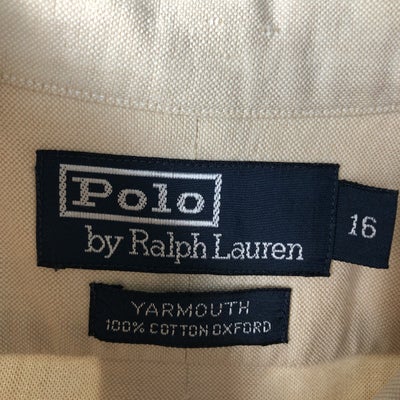 Polo
by Ralph Lauren
16
YARMOUTH
100% COTTON OXFORD